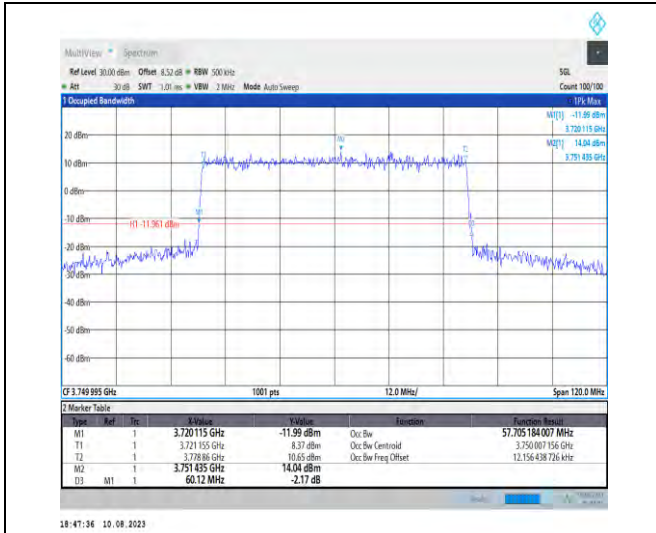 MultiView Spectrum
Ref Level 30.00 dBm Offset 8.52 dB RBW 500 kHz SGL
Att 30 dB SWT 1.01 ms VBW 2 MHz Mode Auto Sweep Count 100/100
1 Occupied Bandwidth 1Pk Max
M1[1] -11.99 dBm
3.720 115 GHz
M2[1] 14.04 dBm
3.751 435 GHz
20 dBm
10 dBm
0 dBm
-10 dBm
H1 -11.961 dBm
-20 dBm
-30 dBm
-40 dBm
-50 dBm
-60 dBm
M2
T2
M1
CF 3.749 995 GHz 1001 pts 12.0 MHz/ Span 120.0 MHz
2 Marker Table
Type Ref Trc X-Value Y-Value Function Function Result
M1 1 3.720 115 GHz -11.99 dBm Occ Bw 57.705 184 007 MHz
T1 1 3.721 155 GHz 8.37 dBm Occ Bw Centroid 3.750 007 156 GHz
T2 1 3.778 86 GHz 10.65 dBm Occ Bw Freq Offset 12.156 438 726 kHz
M2 1 3.751 435 GHz 14.04 dBm
D3 M1 1 60.12 MHz -2.17 dB
18:47:36 10.08.2023